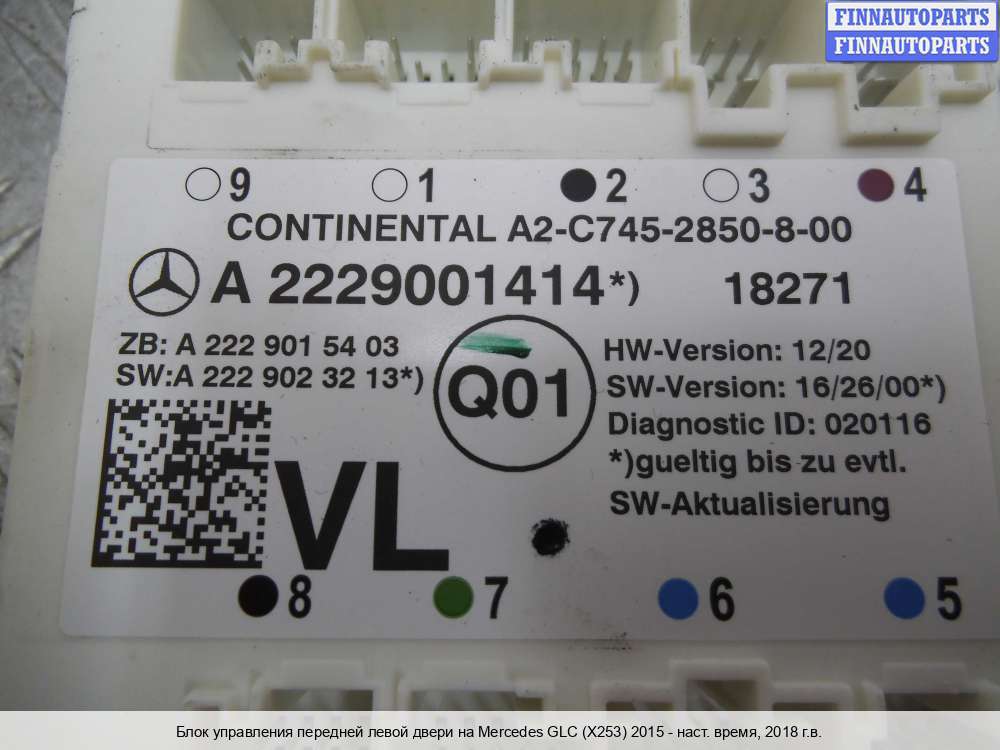 FINNAUTOPARTS
FINNAUTOPARTS
9 1 2 3 4
CONTINENTAL A2-C745-2850-8-00
A 2229001414*) 18271
ZB: A 222 901 54 03
SW:A 222 902 32 13*)
Q01
HW-Version: 12/20
SW-Version: 16/26/00*)
Diagnostic ID: 020116
*)gueltig bis zu evtl.
SW-Aktualisierung
VL
8 7 6 5
Блок управления передней левой двери на Mercedes GLC (X253) 2015 - наст. время, 2018 г.в.